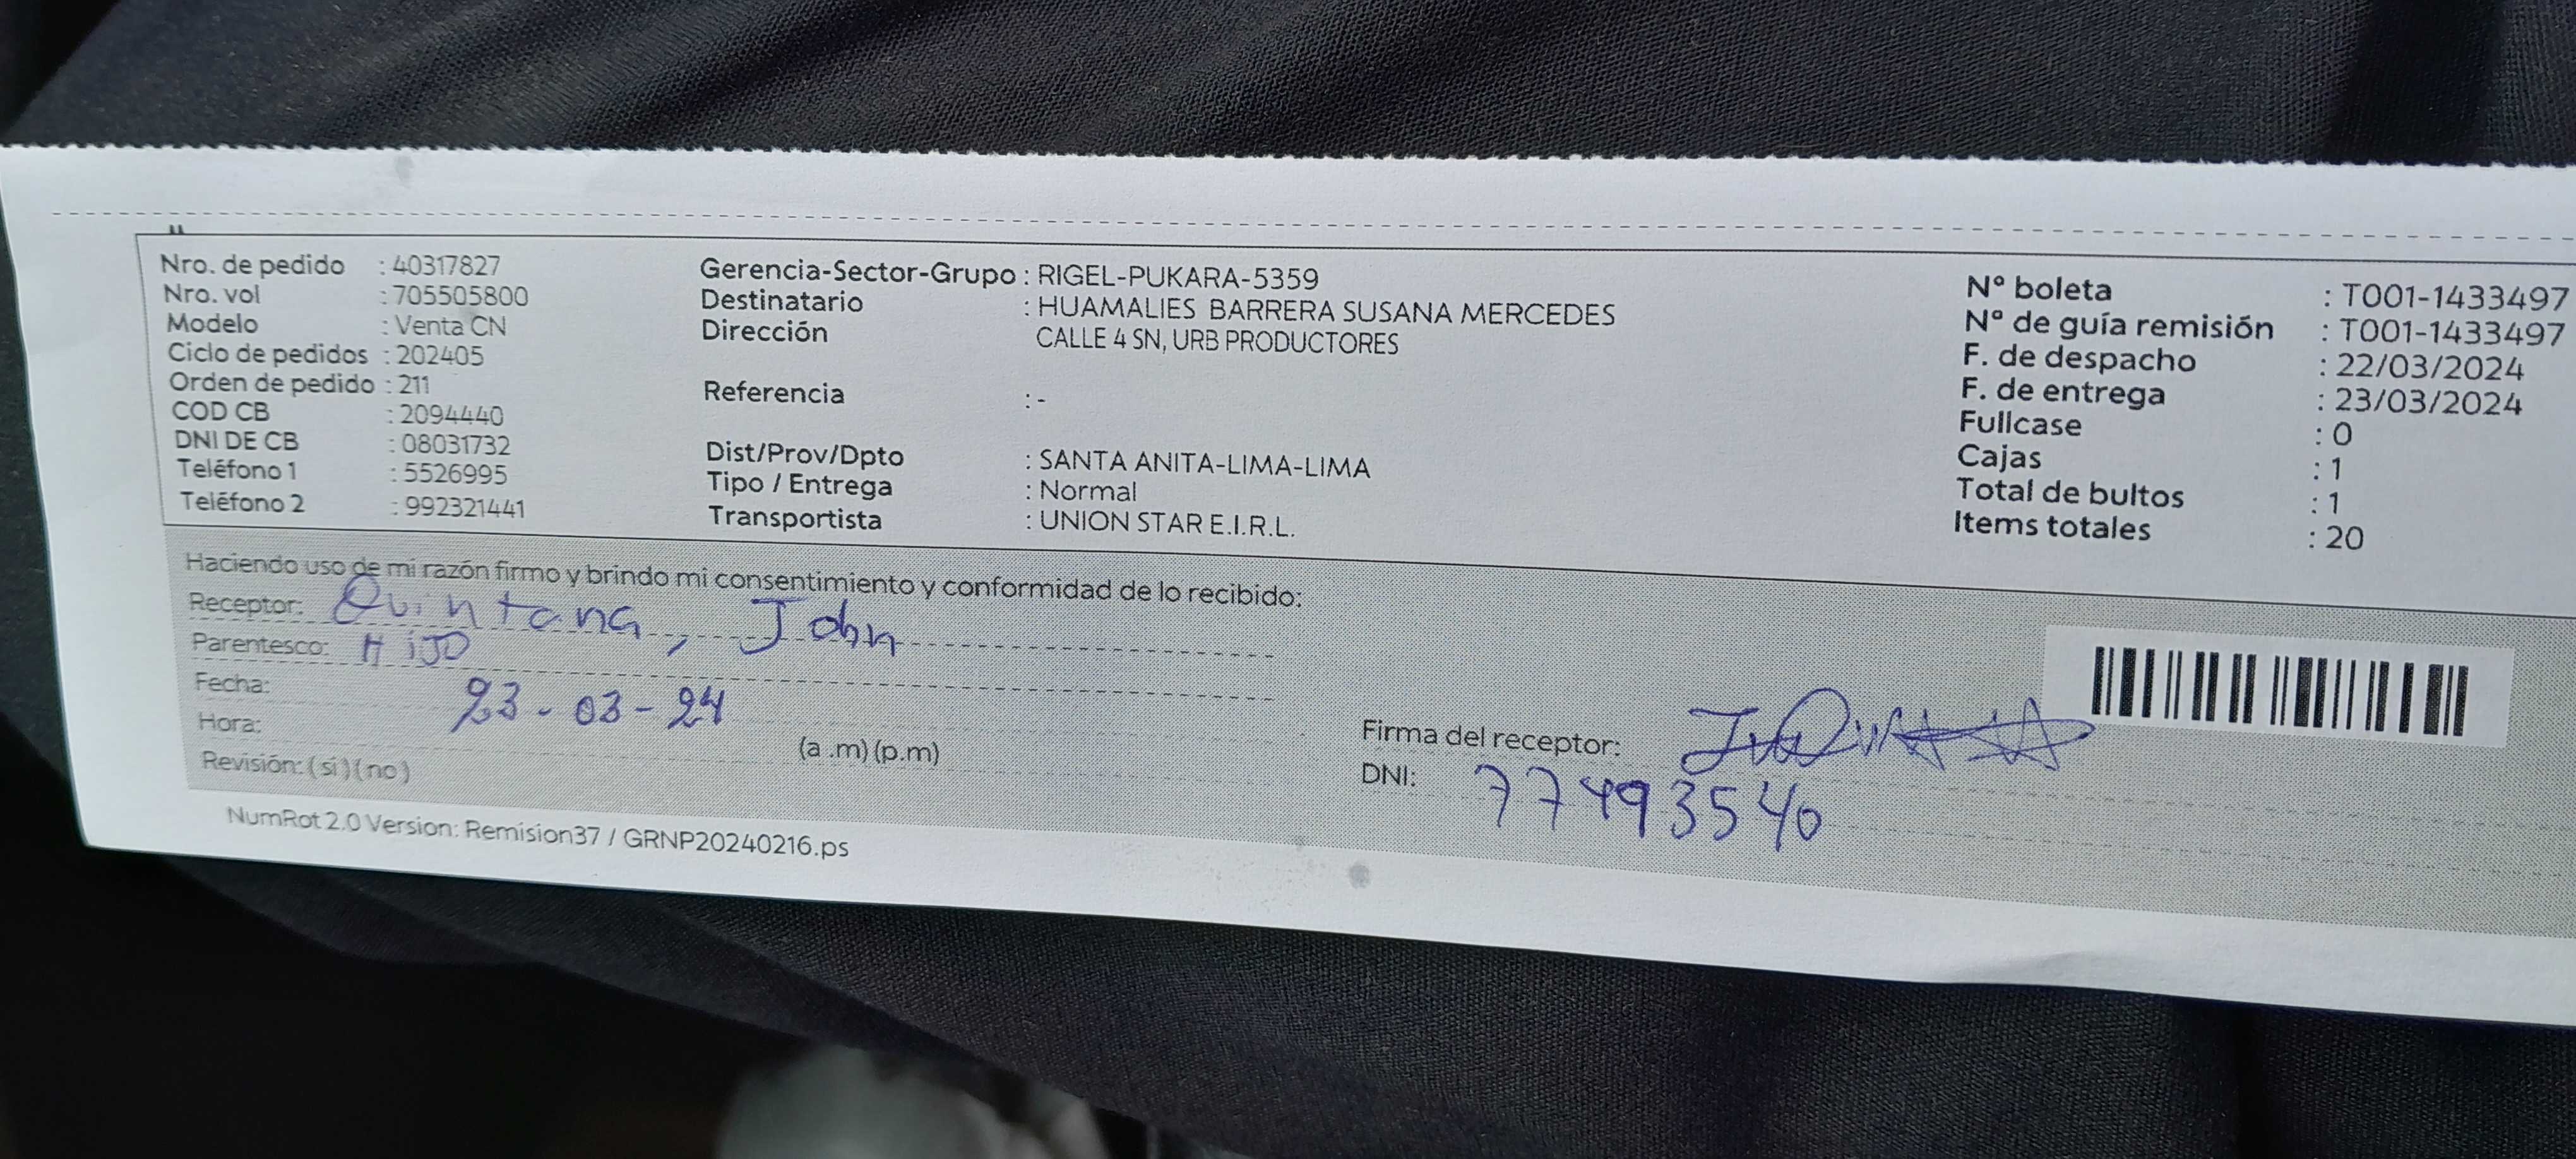 Nro. de pedido : 40317827
Nro. vol : 705505800
Modelo : Venta CN
Ciclo de pedidos : 202405
Orden de pedido : 211
COD CB : 2094440
DNI DE CB : 08031732
Teléfono 1 : 5526995
Teléfono 2 : 992321441
Gerencia-Sector-Grupo : RIGEL-PUKARA-5359
Destinatario : HUAMALIES BARRERA SUSANA MERCEDES
Dirección CALLE 4 SN, URB PRODUCTORES
Referencia : -
Dist/Prov/Dpto : SANTA ANITA-LIMA-LIMA
Tipo / Entrega : Normal
Transportista : UNION STAR E.I.R.L.
Nº boleta : T001-1433497
Nº de guía remisión : T001-1433497
F. de despacho : 22/03/2024
F. de entrega : 23/03/2024
Fullcase : 0
Cajas : 1
Total de bultos : 1
Items totales : 20
Haciendo uso de mi razón firmo y brindo mi consentimiento y conformidad de lo recibido:
Receptor: Quintana, John
Parentesco: HiJO
Fecha: 23-03-24
Hora: (a .m) (p.m)
Revisión: (si) (no)
Firma del receptor:
DNI: 77493540
NumRot 2.0 Version: Remision37 / GRNP20240216.ps